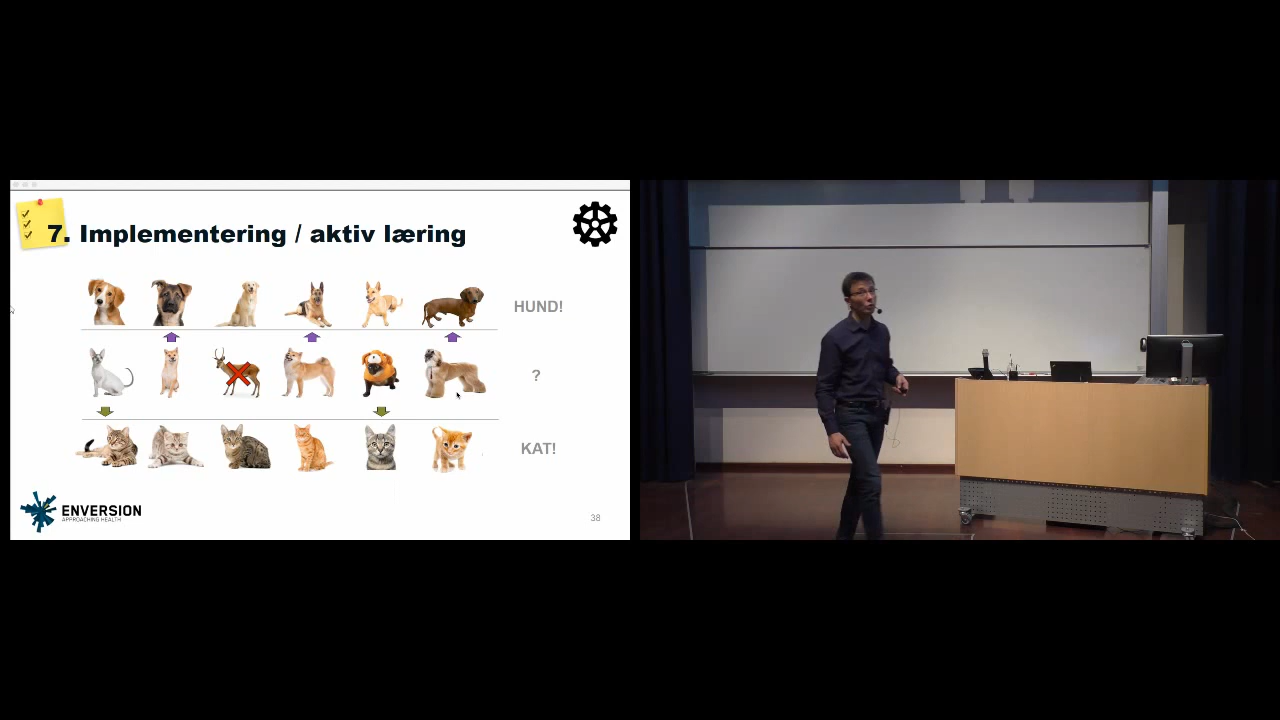 7. Implementering / aktiv læring
HUND!
?
KAT!
ENVERSION
APPROACHING HEALTH
38